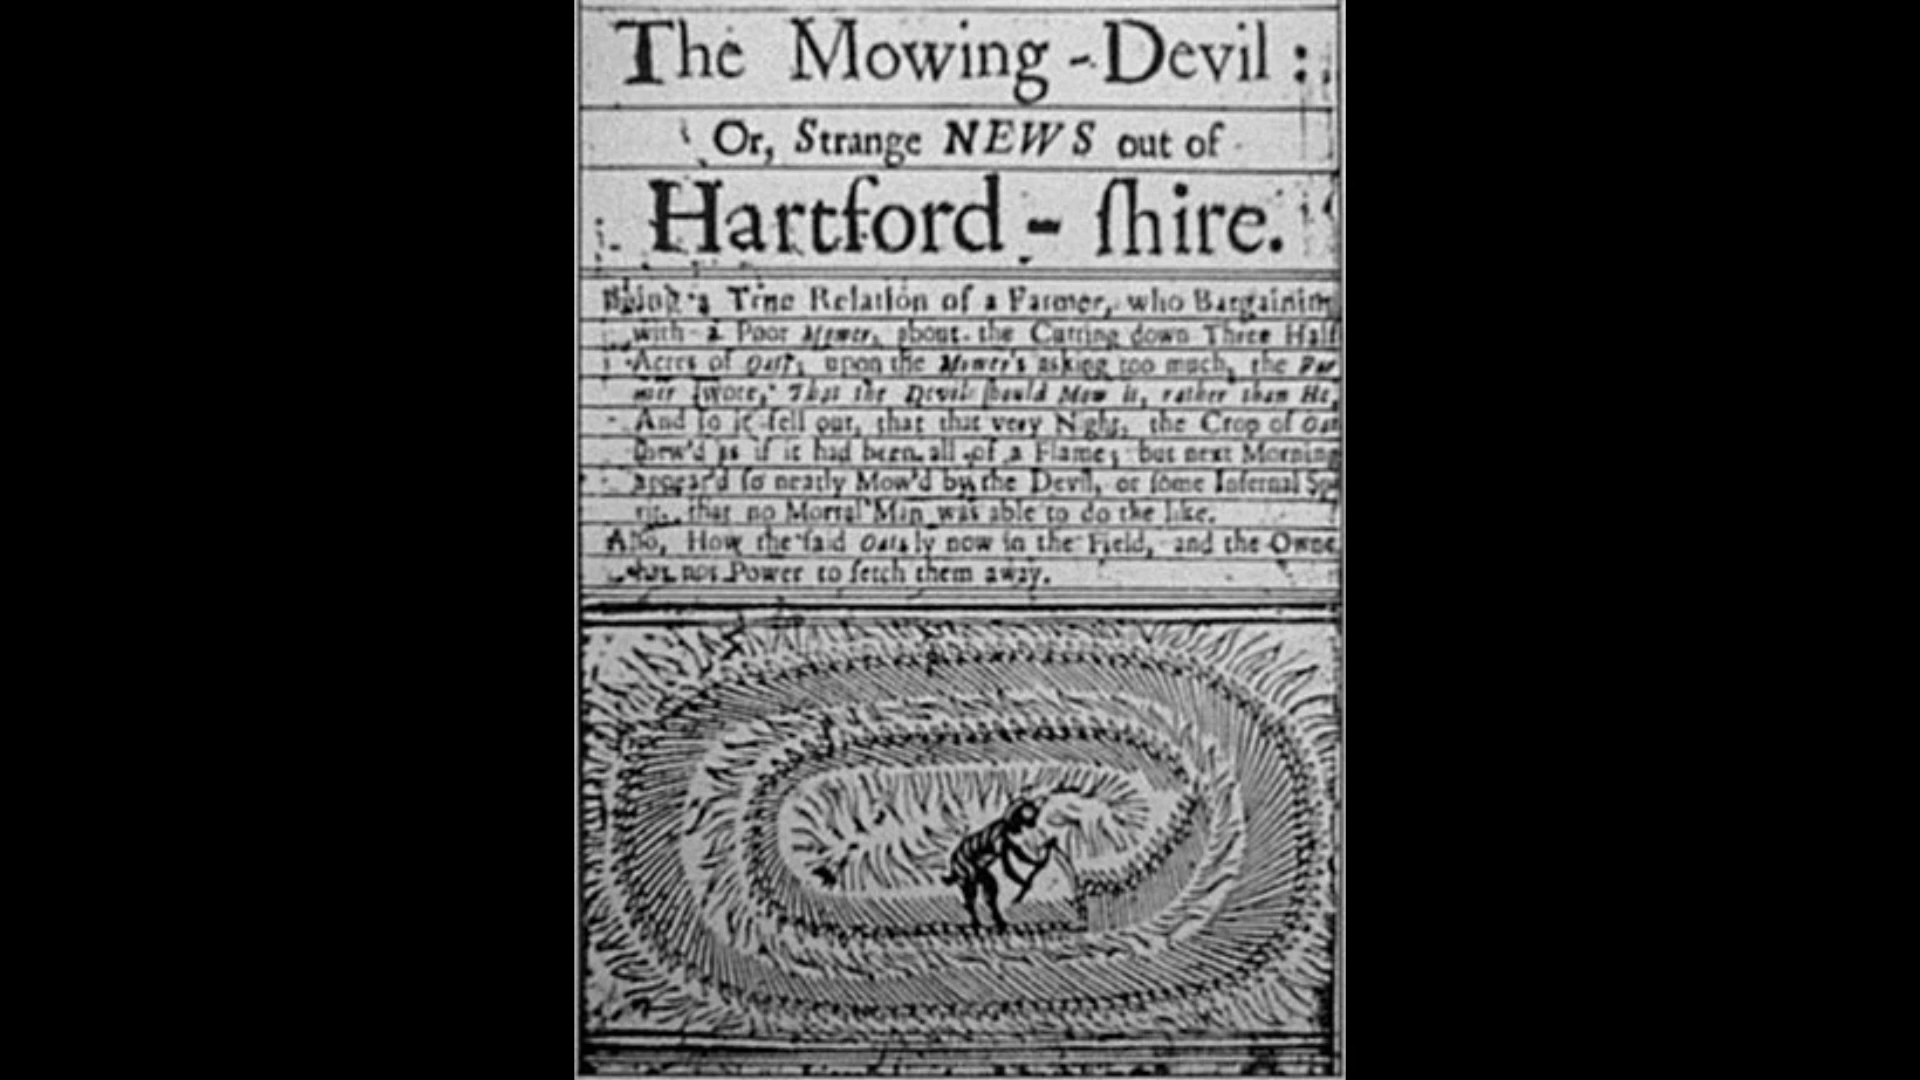 The Mowing-Devil:
Or, Strange NEWS out of
Hartford-ſhire.
Being a True Relation of a Farmer, who Bargaining
with a Poor Mower, about the Cutting down Three Half
Acres of Oats, upon the Mower's asking too much, the Far
mer ſwore, That the Devil ſhould Mow it, rather than He,
And ſo it fell out, that that very Night, the Crop of Oat
ſhew'd as if it had been all of a Flame; but next Morning
appear'd ſo neatly Mow'd by the Devil, or ſome Infernal Spi
rit, that no Mortal Man was able to do the like.
Alſo, How the ſaid Oats ly now in the Field, and the Owne
has not Power to fetch them away.